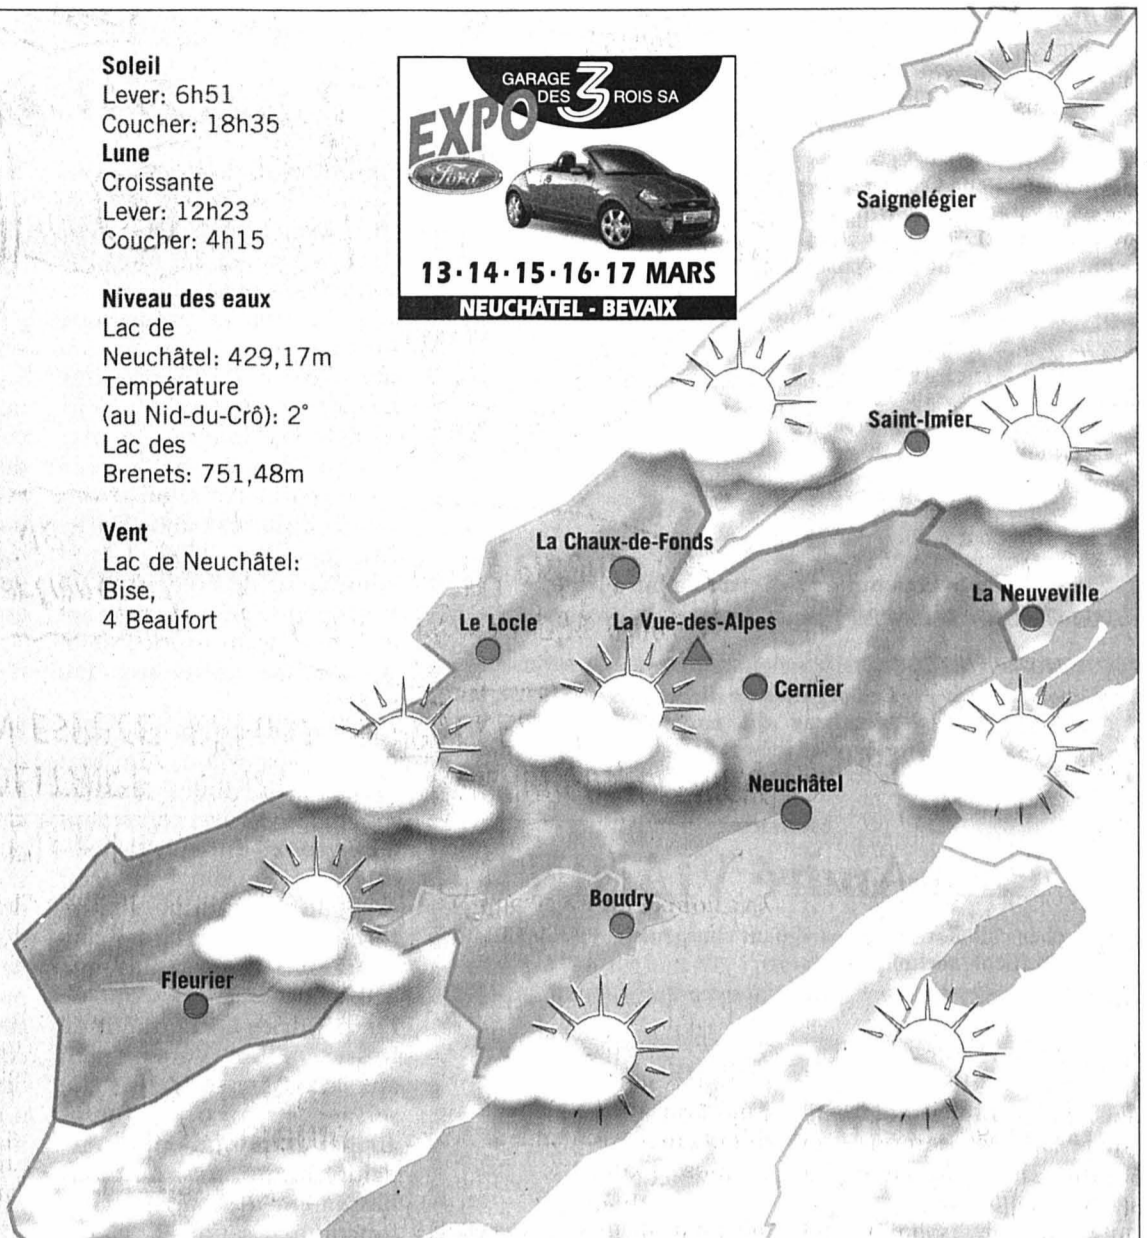 Soleil
Lever: 6h51
Coucher: 18h35
Lune
Croissante
Lever: 12h23
Coucher: 4h15
Niveau des eaux
Lac de
Neuchâtel: 429,17m
Température
(au Nid-du-Crô): 2°
Lac des
Brenets: 751,48m
Vent
Lac de Neuchâtel:
Bise,
4 Beaufort
GARAGE
DES 3 ROIS SA
EXPO
Ford
13·14·15·16·17 MARS
NEUCHÂTEL - BEVAIX
Saignelégier
Saint-Imier
La Chaux-de-Fonds
La Neuveville
Le Locle
La Vue-des-Alpes
Cernier
Neuchâtel
Boudry
Fleurier